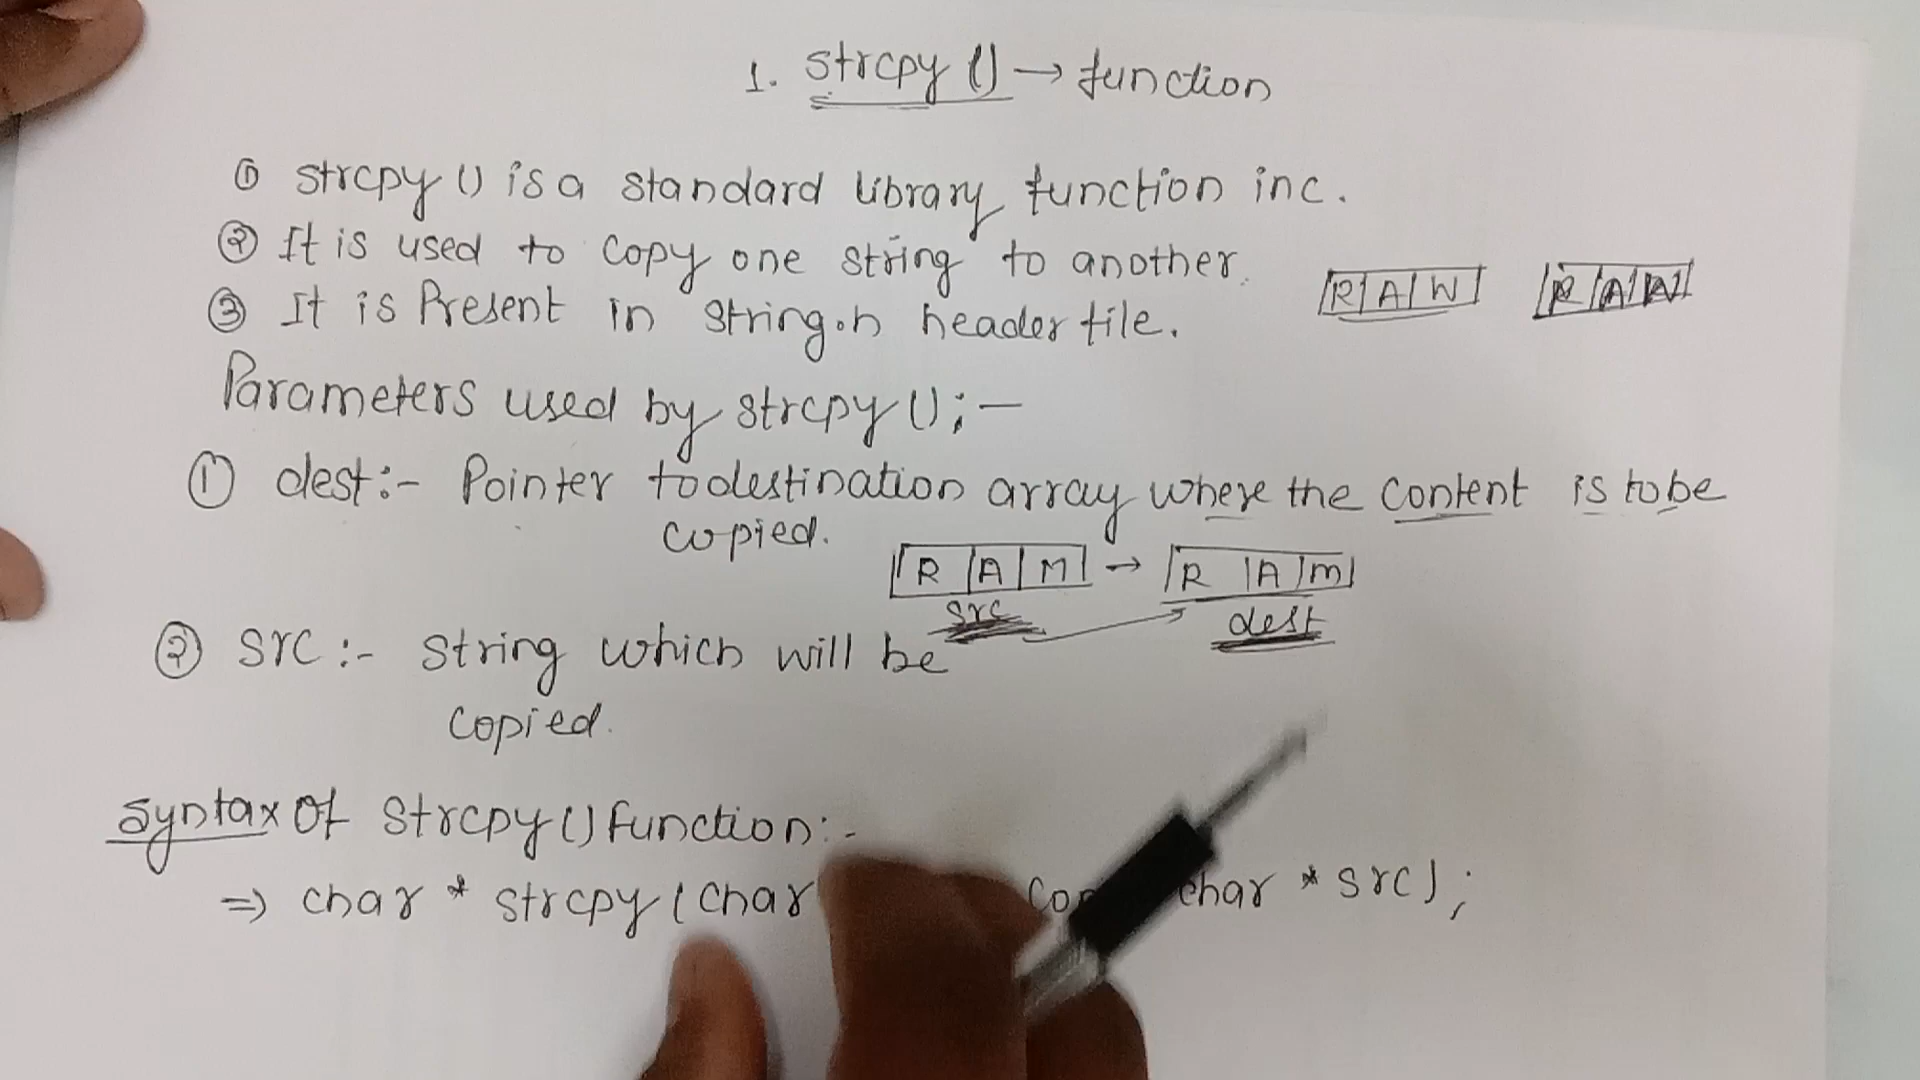 1. strcpy () → function
① strcpy () is a standard library function inc.
② It is used to copy one string to another.
R A W R A W
③ It is Present in string.h header file.
Parameters used by strcpy (); -
① dest:- Pointer to destination array where the content is to be
copied.
R A M → R A M
src dest
② src :- string which will be
copied.
Syntax of strcpy () function:-
⇒ char * strcpy (char char * src);